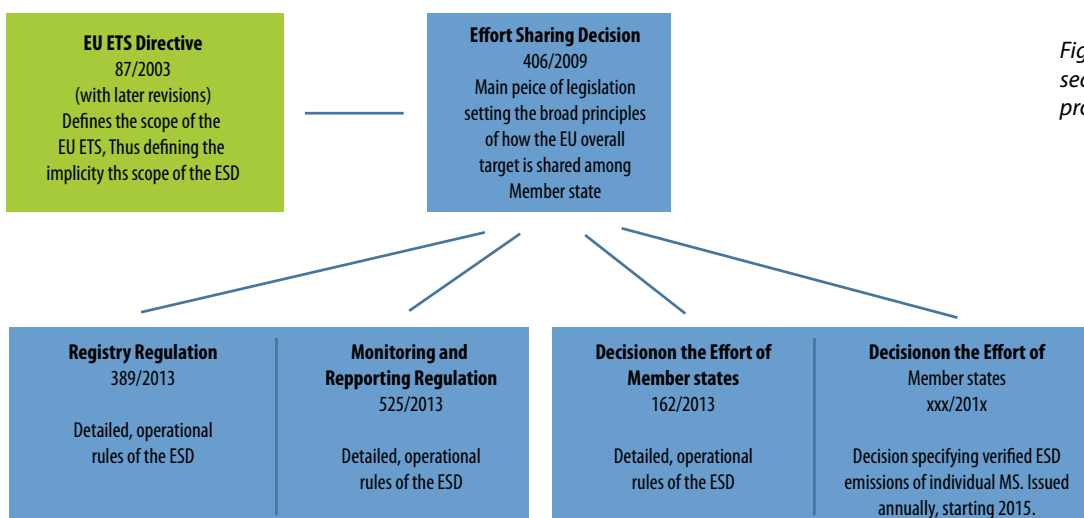 EU ETS Directive
87/2003
(with later revisions)
Defines the scope of the
EU ETS, Thus defining the
implicity ths scope of the ESD
Effort Sharing Decision
406/2009
Main peice of legislation
setting the broad principles
of how the EU overall
target is shared among
Member state
Fig
sec
pro
Registry Regulation
389/2013
Detailed, operational
rules of the ESD
Monitoring and
Repporting Regulation
525/2013
Detailed, operational
rules of the ESD
Decisionon the Effort of
Member states
162/2013
Detailed, operational
rules of the ESD
Decisionon the Effort of
Member states
xxx/201x
Decision specifying verified ESD
emissions of individual MS. Issued
annually, starting 2015.